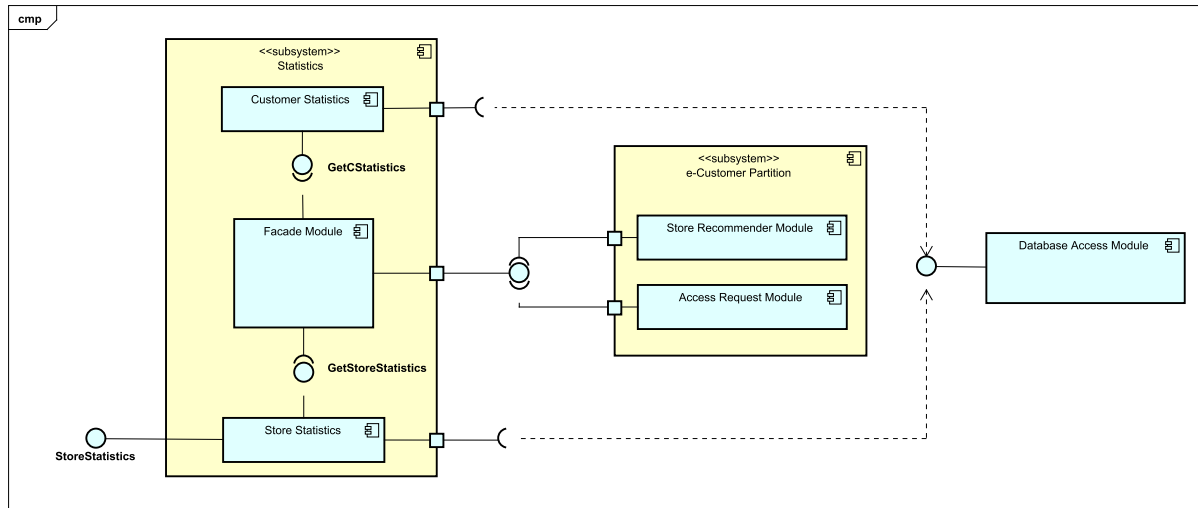 cmp
<<subsystem>>
Statistics
Customer Statistics
GetCStatistics
<<subsystem>>
e-Customer Partition
Facade Module
Store Recommender Module
Database Access Module
Access Request Module
GetStoreStatistics
Store Statistics
StoreStatistics